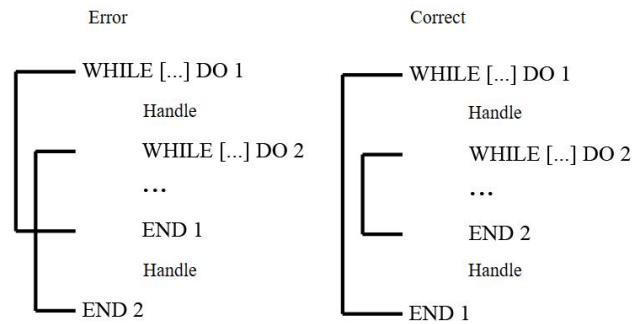 Error
WHILE [...] DO 1
Handle
WHILE [...] DO 2
...
END 1
Handle
END 2
Correct
WHILE [...] DO 1
Handle
WHILE [...] DO 2
...
END 2
Handle
END 1